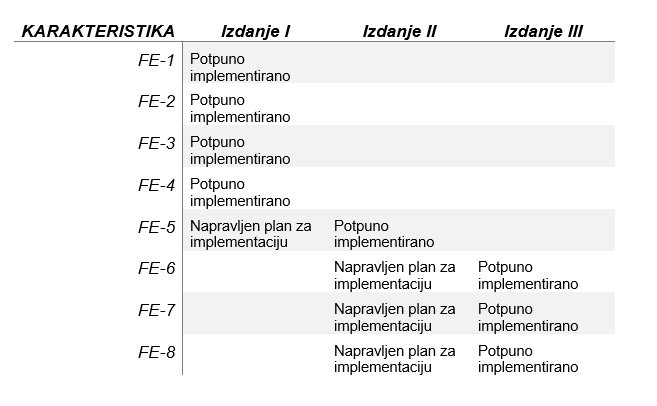 KARAKTERISTIKA Izdanje I Izdanje II Izdanje III
FE-1 Potpuno
implementirano
FE-2 Potpuno
implementirano
FE-3 Potpuno
implementirano
FE-4 Potpuno
implementirano
FE-5 Napravljen plan za Potpuno
implementaciju implementirano
FE-6 Napravljen plan za Potpuno
implementaciju implementirano
FE-7 Napravljen plan za Potpuno
implementaciju implementirano
FE-8 Napravljen plan za Potpuno
implementaciju implementirano